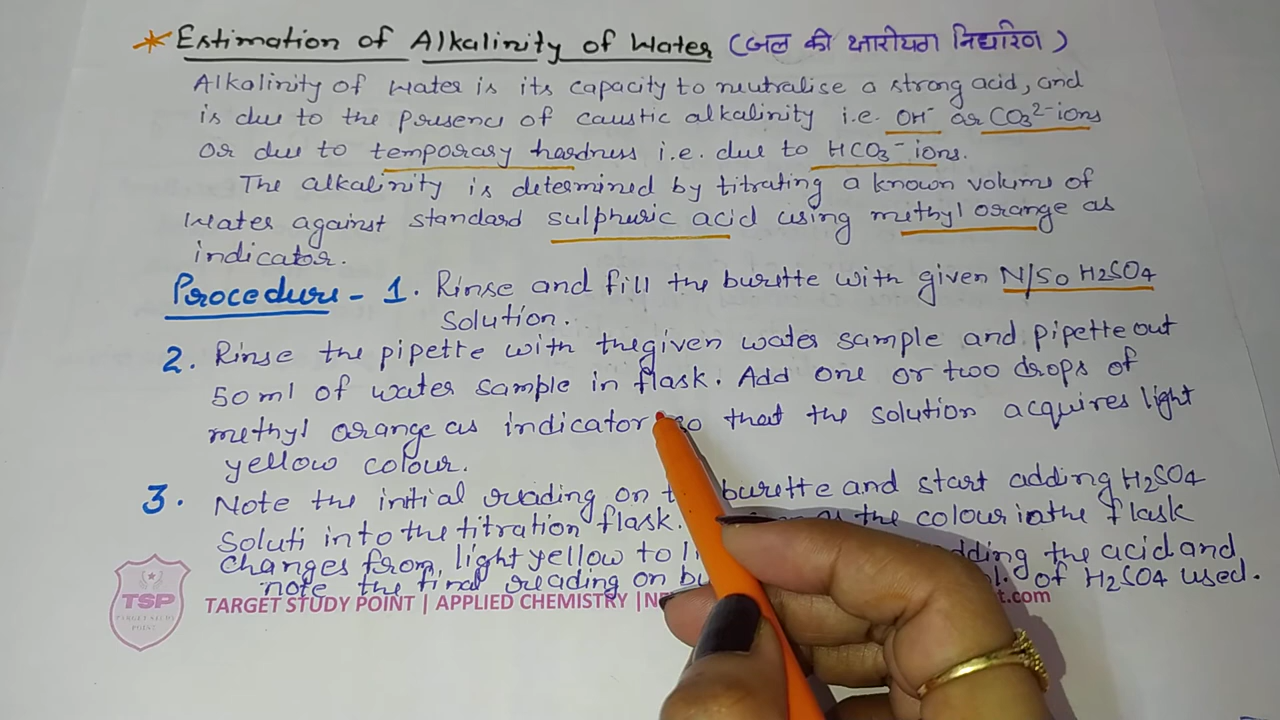 * Estimation of Alkalinity of Water (जल की क्षारीयता निर्धारण)
Alkalinity of Water is its capacity to neutralise a strong acid, and
is due to the presence of caustic alkalinity i.e. OH⁻ or CO₃²⁻ ions
or due to temporary hardness i.e. due to HCO₃⁻ ions.
The alkalinity is determined by titrating a known volume of
Water against standard sulphuric acid using methyl orange as
indicator.
Procedure - 1. Rinse and fill the burette with given N/50 H₂SO₄
Solution.
2. Rinse the pipette with the given water sample and pipette out
50 ml of water sample in flask. Add one or two drops of
methyl orange as indicator so that the solution acquires light
yellow colour.
3. Note the initial reading on burette and start adding H₂SO₄
Soluti into the titration flask. the colour in the flask
changes from light yellow to the acid and
note the final reading on of H₂SO₄ used.
TSP
TARGET STUDY POINT
TARGET STUDY POINT | APPLIED CHEMISTRY | .com